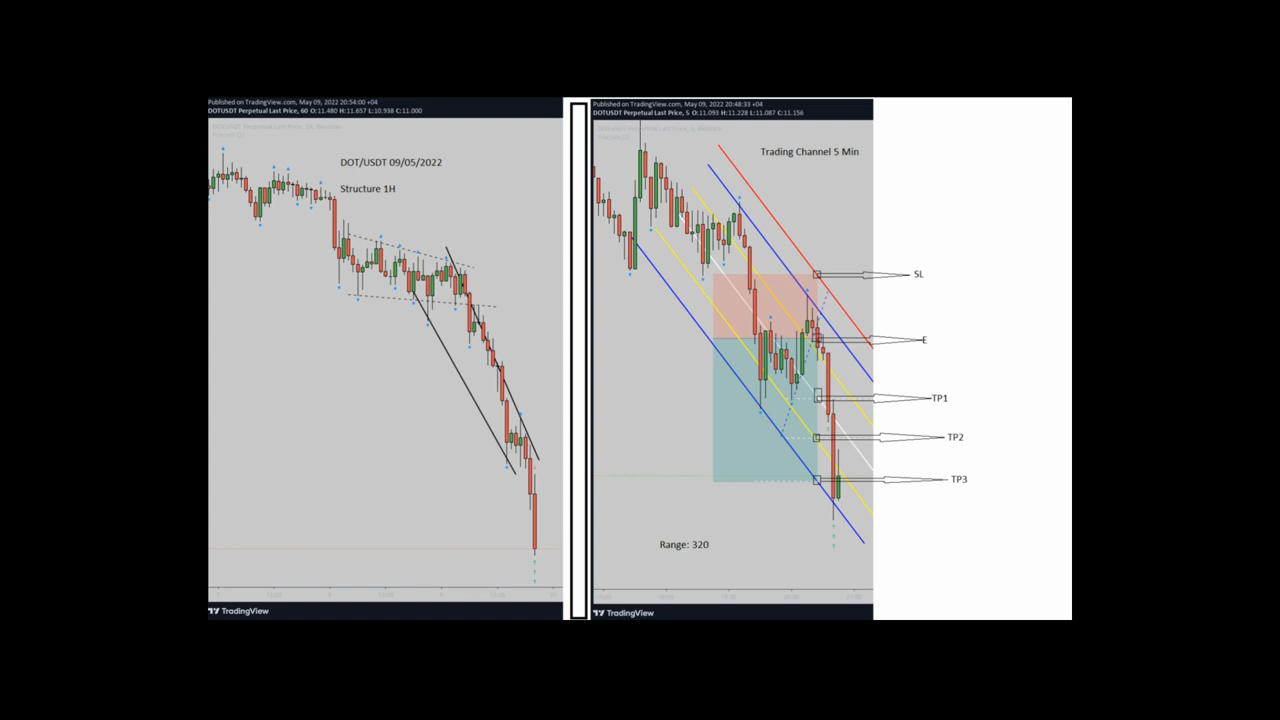 Published on TradingView.com, May 09, 2022 20:54:00 +04
DOTUSDT Perpetual Last Price, 60 O:11.480 H:11.657 L:10.938 C:11.000
DOT/USDT 09/05/2022
Structure 1H
TradingView
Published on TradingView.com, May 09, 2022 20:48:33 +04
DOTUSDT Perpetual Last Price, 5 O:11.093 H:11.228 L:11.087 C:11.156
Trading Channel 5 Min
SL
E
TP1
TP2
TP3
Range: 320
TradingView